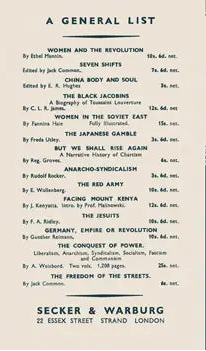 A GENERAL LIST
WOMEN AND THE REVOLUTION
By Ethel Mannin. 10s. 6d. net.
SEVEN SHIFTS
Edited by Jack Common. 7s. 6d. net.
CHINA BODY AND SOUL
Edited by E. R. Hughes 3s. net.
THE BLACK JACOBINS
A Biography of Toussaint Louverture
By C. L. R. James. 12s. 6d. net.
WOMEN IN THE SOVIET EAST
By Fannina Halle Fully Illustrated. 15s. net.
THE JAPANESE GAMBLE
By Freda Utley. 3s. 6d. net.
BUT WE SHALL RISE AGAIN
A Narrative History of Chartism
By Reg. Groves. 6s. net.
ANARCHO-SYNDICALISM
By Rudolf Rocker. 3s. 6d. net.
THE RED ARMY
By E. Wollenberg. 10s. 6d. net.
FACING MOUNT KENYA
By J. Kenyatta. Intro. by Prof. Malinowski. 12s. 6d. net.
THE JESUITS
By F. A. Ridley. 10s. 6d. net.
GERMANY, EMPIRE OR REVOLUTION
By Gunther Reimann. 10s. 6d. net.
THE CONQUEST OF POWER.
Liberalism, Anarchism, Syndicalism, Socialism, Fascism
and Communism
By A. Weisbord. Two vols. 1,208 pages. 25s. net.
THE FREEDOM OF THE STREETS.
By Jack Common. 6s. net.
SECKER & WARBURG
22 ESSEX STREET STRAND LONDON